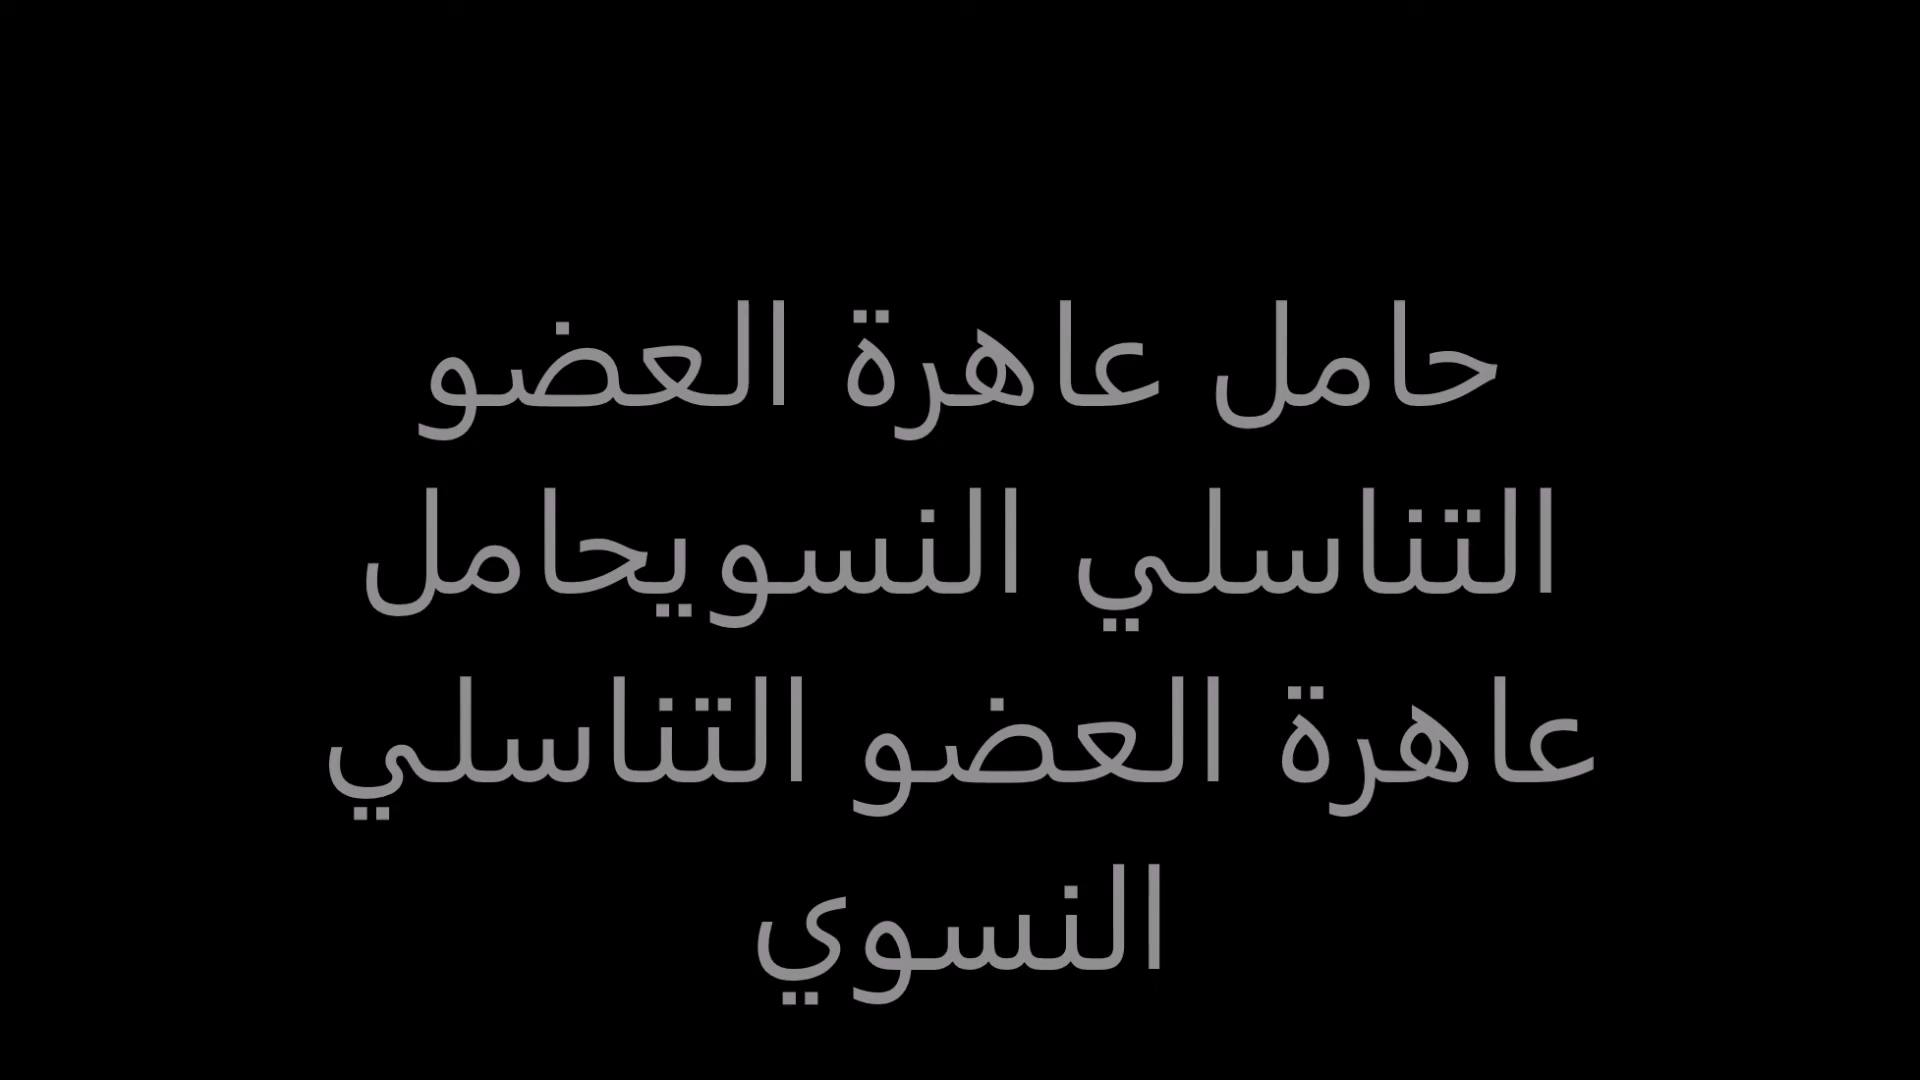 حامل عاهرة العضو
التناسلي النسويحامل
عاهرة العضو التناسلي
النسوي